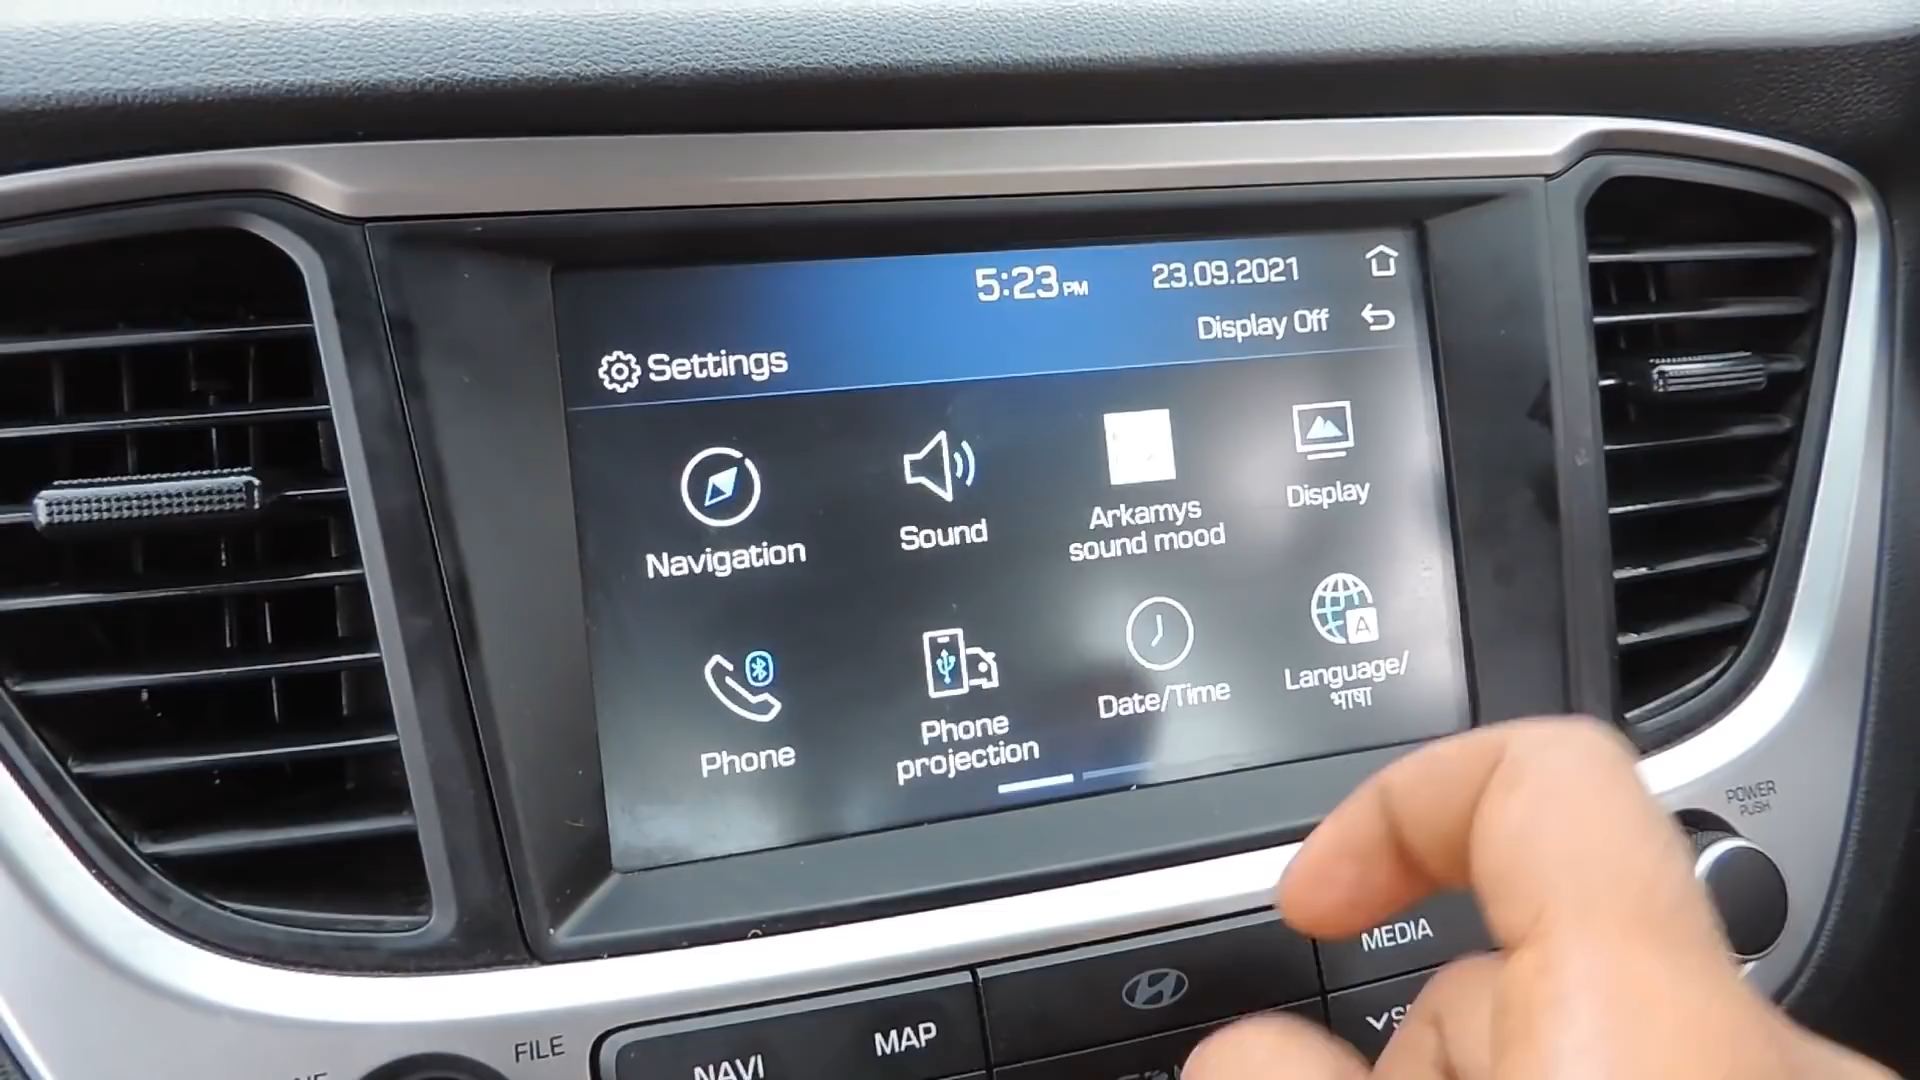 5:23 PM
23.09.2021
Display Off
Settings
Navigation
Sound
Arkamys
sound mood
Display
Phone
Phone
projection
Date/Time
Language/
भाषा
A
POWER
PUSH
MEDIA
MAP
NAVI
FILE